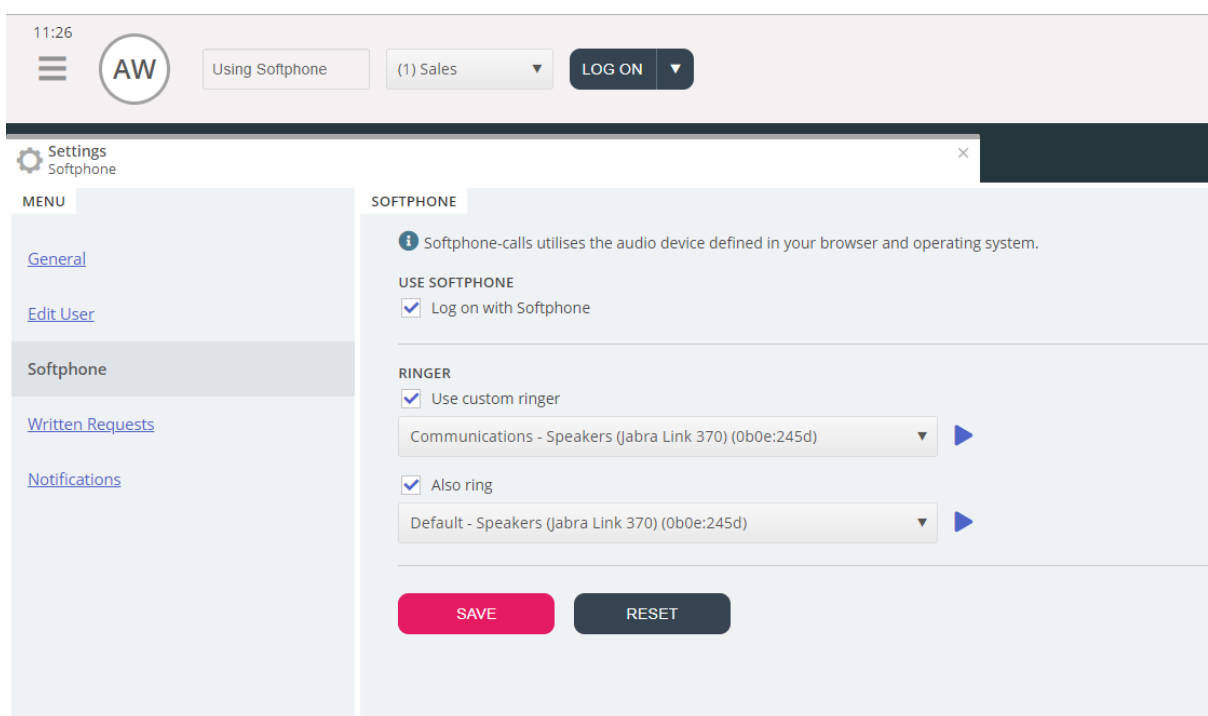 11:26
AW
Using Softphone
(1) Sales
LOG ON
Settings
Softphone
MENU
General
Edit User
Softphone
Written Requests
Notifications
SOFTPHONE
Softphone-calls utilises the audio device defined in your browser and operating system.
USE SOFTPHONE
Log on with Softphone
RINGER
Use custom ringer
Communications - Speakers (Jabra Link 370) (0b0e:245d)
Also ring
Default - Speakers (Jabra Link 370) (0b0e:245d)
SAVE
RESET